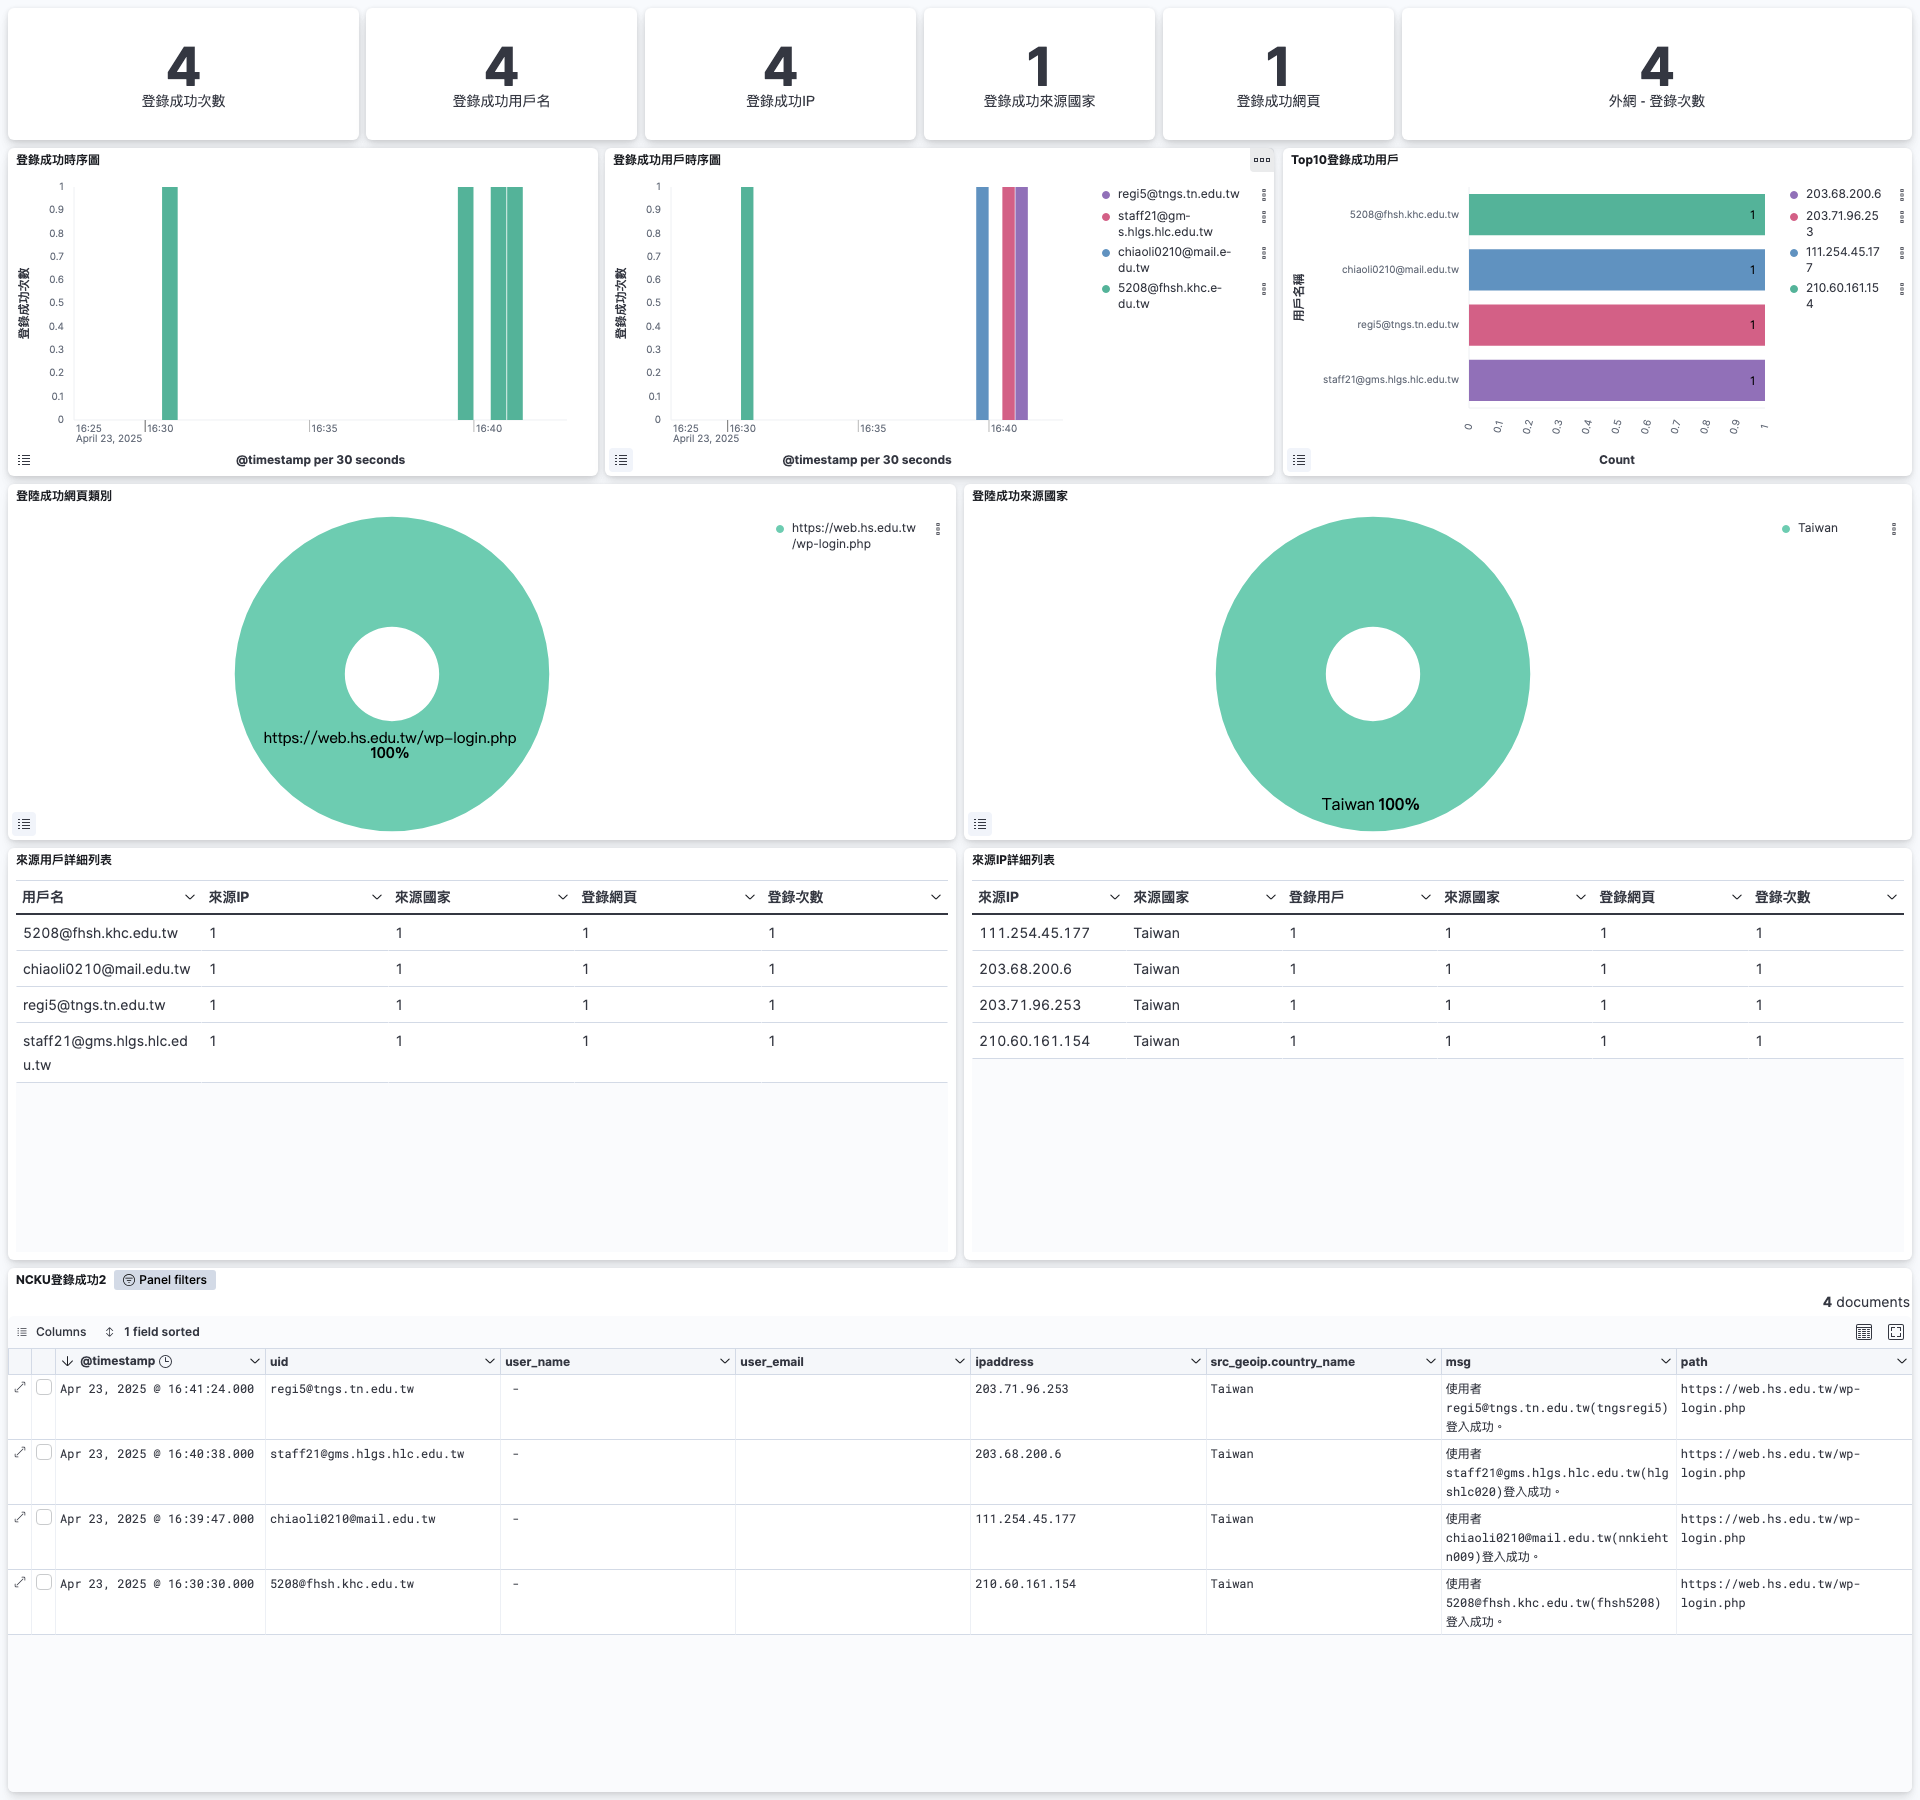 4
登錄成功次數
4
登錄成功用戶名
4
登錄成功IP
1
登錄成功來源國家
1
登錄成功網頁
4
外網 - 登錄次數
登錄成功時序圖
登錄成功次數
1
0.9
0.8
0.7
0.6
0.5
0.4
0.3
0.2
0.1
0
16:25
16:30
16:35
16:40
April 23, 2025
@timestamp per 30 seconds
登錄成功用戶時序圖
登錄成功次數
1
0.9
0.8
0.7
0.6
0.5
0.4
0.3
0.2
0.1
0
16:25
16:30
16:35
16:40
April 23, 2025
@timestamp per 30 seconds
regi5@tngs.tn.edu.tw
staff21@gm-
s.hlgs.hlc.edu.tw
chiaoli0210@mail.e-
du.tw
5208@fhsh.khc.e-
du.tw
Top10登錄成功用戶
用戶名稱
5208@fhsh.khc.edu.tw
1
chiaoli0210@mail.edu.tw
1
regi5@tngs.tn.edu.tw
1
staff21@gms.hlgs.hlc.edu.tw
1
0
0.1
0.2
0.3
0.4
0.5
0.6
0.7
0.8
0.9
1
Count
203.68.200.6
203.71.96.25
3
111.254.45.17
7
210.60.161.15
4
登陸成功網頁類別
https://web.hs.edu.tw/wp-login.php
100%
https://web.hs.edu.tw
/wp-login.php
登陸成功來源國家
Taiwan 100%
Taiwan
來源用戶詳細列表
用戶名 來源IP 來源國家 登錄網頁 登錄次數
5208@fhsh.khc.edu.tw 1 1 1 1
chiaoli0210@mail.edu.tw 1 1 1 1
regi5@tngs.tn.edu.tw 1 1 1 1
staff21@gms.hlgs.hlc.ed 1 1 1 1
u.tw
來源IP詳細列表
來源IP 來源國家 登錄用戶 來源國家 登錄網頁 登錄次數
111.254.45.177 Taiwan 1 1 1 1
203.68.200.6 Taiwan 1 1 1 1
203.71.96.253 Taiwan 1 1 1 1
210.60.161.154 Taiwan 1 1 1 1
NCKU登錄成功2 Panel filters
4 documents
Columns 1 field sorted
@timestamp uid user_name user_email ipaddress src_geoip.country_name msg path
Apr 23, 2025 @ 16:41:24.000 regi5@tngs.tn.edu.tw - 203.71.96.253 Taiwan 使用者 https://web.hs.edu.tw/wp-
regi5@tngs.tn.edu.tw(tngsregi5) login.php
登入成功。
Apr 23, 2025 @ 16:40:38.000 staff21@gms.hlgs.hlc.edu.tw - 203.68.200.6 Taiwan 使用者 https://web.hs.edu.tw/wp-
staff21@gms.hlgs.hlc.edu.tw(hlg login.php
shlc020)登入成功。
Apr 23, 2025 @ 16:39:47.000 chiaoli0210@mail.edu.tw - 111.254.45.177 Taiwan 使用者 https://web.hs.edu.tw/wp-
chiaoli0210@mail.edu.tw(nnkieht login.php
n009)登入成功。
Apr 23, 2025 @ 16:30:30.000 5208@fhsh.khc.edu.tw - 210.60.161.154 Taiwan 使用者 https://web.hs.edu.tw/wp-
5208@fhsh.khc.edu.tw(fhsh5208) login.php
登入成功。